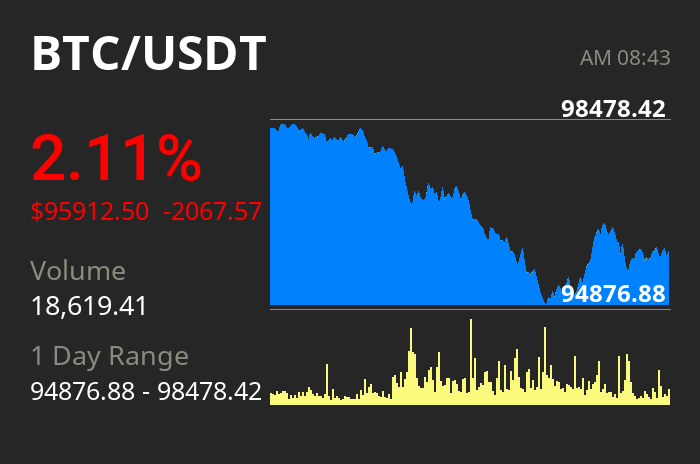 BTC/USDT
AM 08:43
98478.42
2.11%
$95912.50 -2067.57
Volume
18,619.41
94876.88
1 Day Range
94876.88 - 98478.42